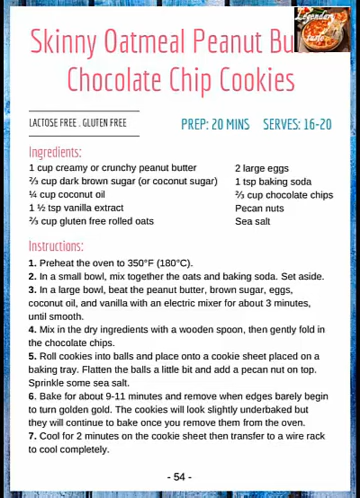 Skinny Oatmeal Peanut Bu
Chocolate Chip Cookies
Legendary
LACTOSE FREE . GLUTEN FREE
PREP: 20 MINS SERVES: 16-20
Ingredients:
1 cup creamy or crunchy peanut butter
⅔ cup dark brown sugar (or coconut sugar)
¼ cup coconut oil
1 ½ tsp vanilla extract
⅔ cup gluten free rolled oats
2 large eggs
1 tsp baking soda
⅔ cup chocolate chips
Pecan nuts
Sea salt
Instructions:
1. Preheat the oven to 350°F (180°C).
2. In a small bowl, mix together the oats and baking soda. Set aside.
3. In a large bowl, beat the peanut butter, brown sugar, eggs,
coconut oil, and vanilla with an electric mixer for about 3 minutes,
until smooth.
4. Mix in the dry ingredients with a wooden spoon, then gently fold in
the chocolate chips.
5. Roll cookies into balls and place onto a cookie sheet placed on a
baking tray. Flatten the balls a little bit and add a pecan nut on top.
Sprinkle some sea salt.
6. Bake for about 9-11 minutes and remove when edges barely begin
to turn golden gold. The cookies will look slightly underbaked but
they will continue to bake once you remove them from the oven.
7. Cool for 2 minutes on the cookie sheet then transfer to a wire rack
to cool completely.
- 54 -